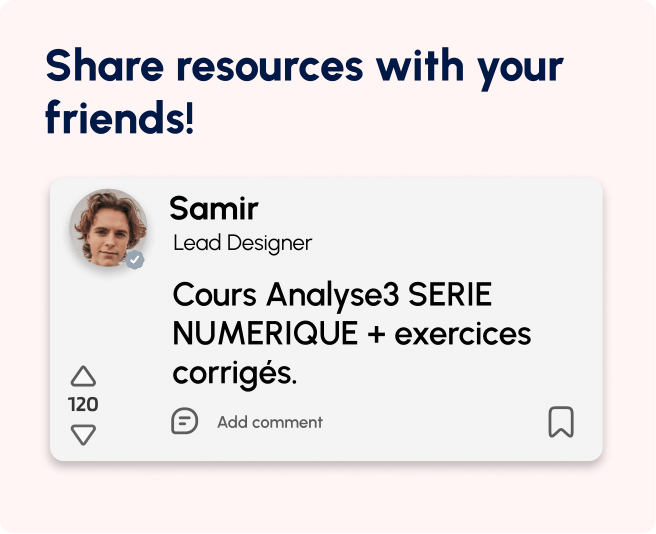 Share resources with your
friends!
Samir
Lead Designer
Cours Analyse3 SERIE
NUMERIQUE + exercices
corrigés.
120
Add comment